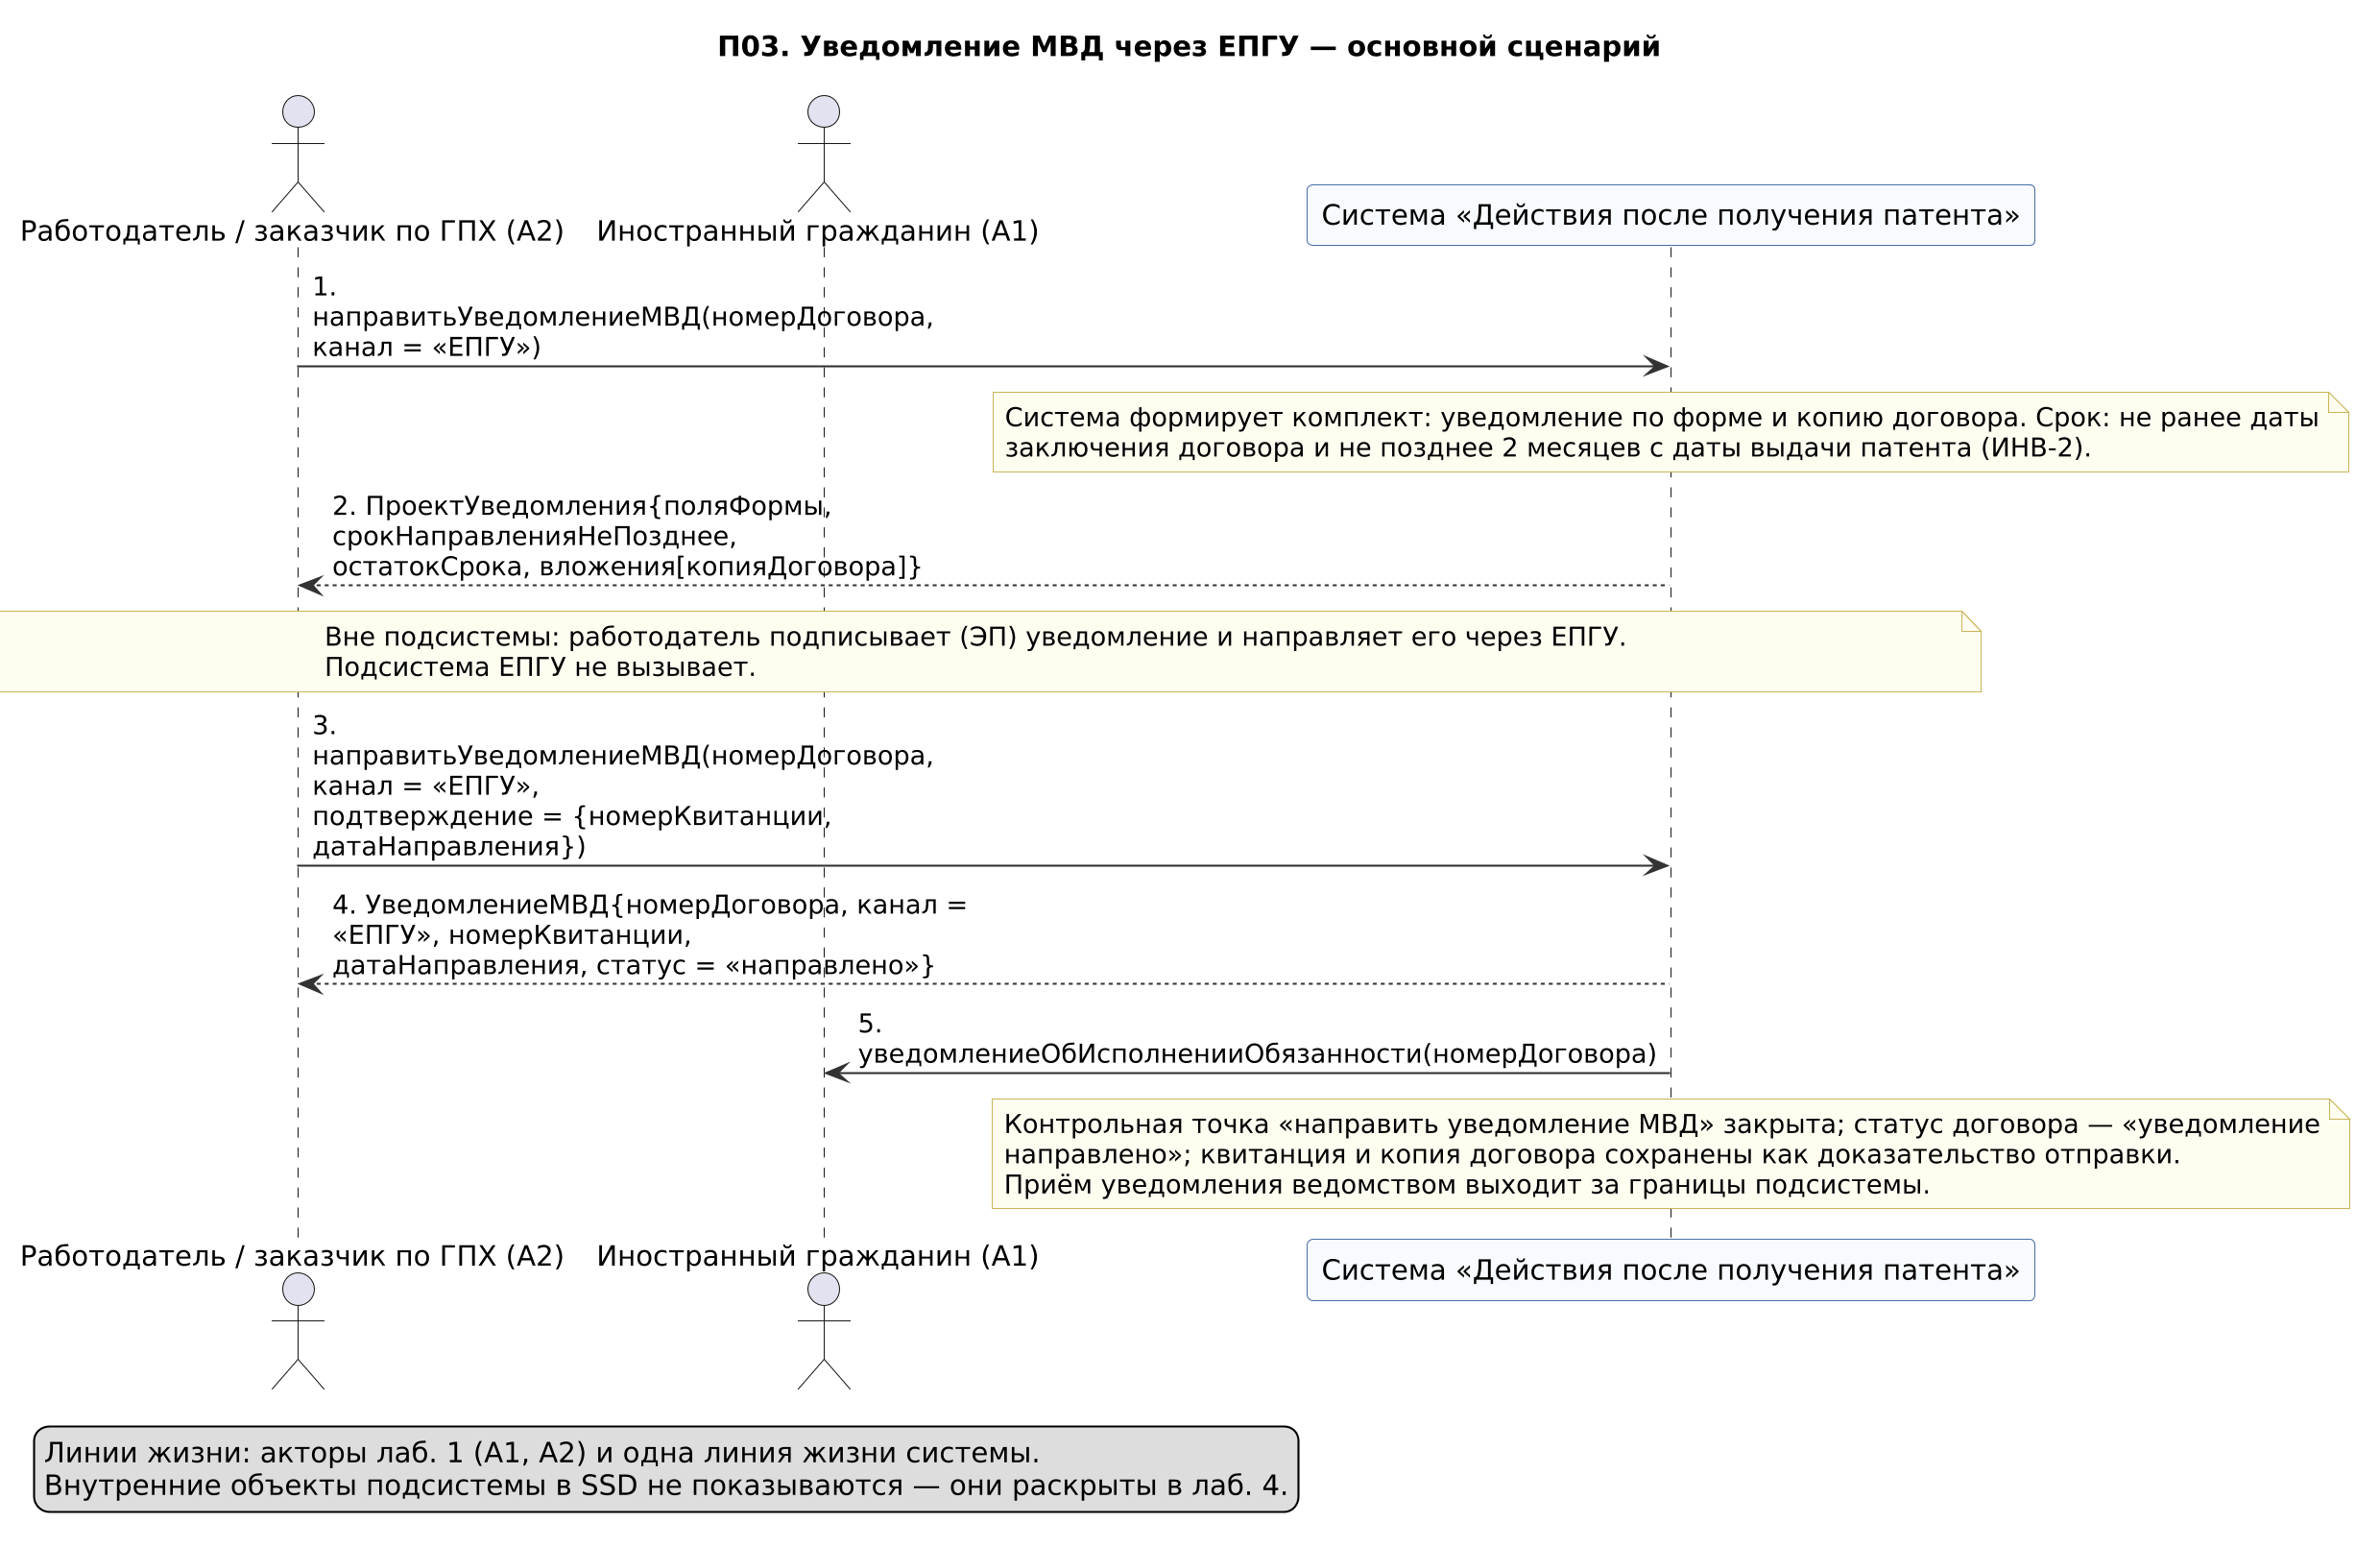 П03. Уведомление МВД через ЕПГУ — основной сценарий
Работодатель / заказчик по ГПХ (А2)
Иностранный гражданин (А1)
Система «Действия после получения патента»
1.
направитьУведомлениеМВД(номерДоговора,
канал = «ЕПГУ»)
Система формирует комплект: уведомление по форме и копию договора. Срок: не ранее даты
заключения договора и не позднее 2 месяцев с даты выдачи патента (ИНВ-2).
2. ПроектУведомления{поляФормы,
срокНаправленияНеПозднее,
остатокСрока, вложения[копияДоговора]}
Вне подсистемы: работодатель подписывает (ЭП) уведомление и направляет его через ЕПГУ.
Подсистема ЕПГУ не вызывает.
3.
направитьУведомлениеМВД(номерДоговора,
канал = «ЕПГУ»,
подтверждение = {номерКвитанции,
датаНаправления})
4. УведомлениеМВД{номерДоговора, канал =
«ЕПГУ», номерКвитанции,
датаНаправления, статус = «направлено»}
5.
уведомлениеОбИсполненииОбязанности(номерДоговора)
Контрольная точка «направить уведомление МВД» закрыта; статус договора — «уведомление
направлено»; квитанция и копия договора сохранены как доказательство отправки.
Приём уведомления ведомством выходит за границы подсистемы.
Работодатель / заказчик по ГПХ (А2)
Иностранный гражданин (А1)
Система «Действия после получения патента»
Линии жизни: акторы лаб. 1 (А1, А2) и одна линия жизни системы.
Внутренние объекты подсистемы в SSD не показываются — они раскрыты в лаб. 4.